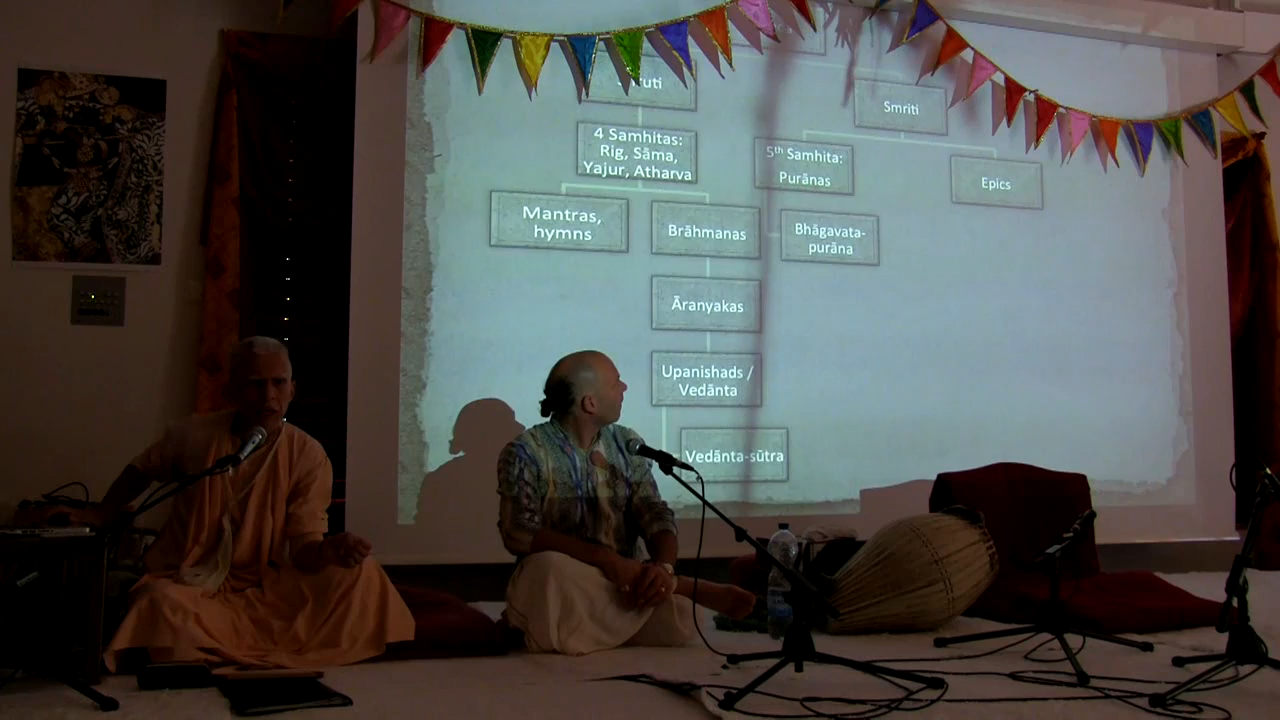 Smriti
4 Samhitas:
Rig, Sāma,
Yajur, Atharva
5th Samhita:
Purānas
Epics
Mantras,
hymns
Brāhmanas
Bhāgavata-
purāna
Āranyakas
Upanishads /
Vedānta
Vedānta-sūtra